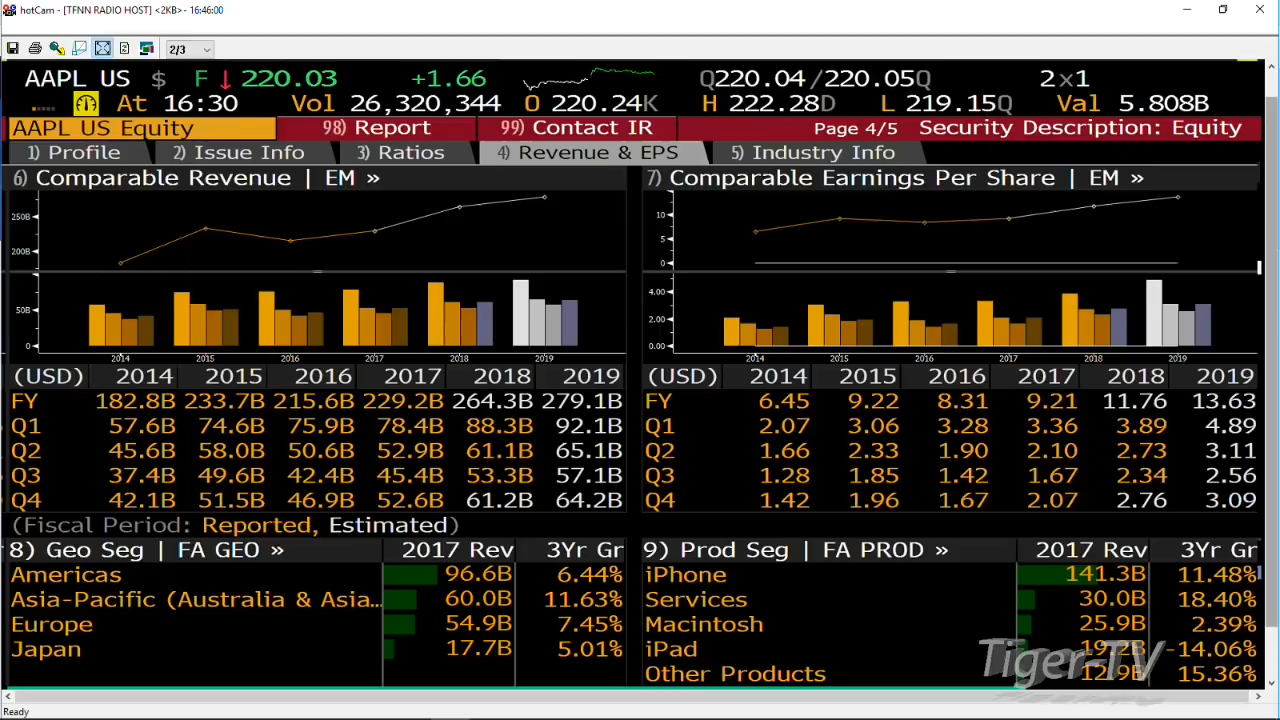 hotCam - [TFNN RADIO HOST] <2KB> - 16:46:00
2/3
AAPL US $ F ↓ 220.03 +1.66 Q220.04/220.05Q 2x1
At 16:30 Vol 26,320,344 O 220.24K H 222.28D L 219.15Q Val 5.808B
AAPL US Equity 98) Report 99) Contact IR Page 4/5 Security Description: Equity
1) Profile 2) Issue Info 3) Ratios 4) Revenue & EPS 5) Industry Info
6) Comparable Revenue | EM » 7) Comparable Earnings Per Share | EM »
250B 10
200B 5
0
50B 4.00
2.00
0 0.00
2014 2015 2016 2017 2018 2019 2014 2015 2016 2017 2018 2019
(USD) 2014 2015 2016 2017 2018 2019 (USD) 2014 2015 2016 2017 2018 2019
FY 182.8B 233.7B 215.6B 229.2B 264.3B 279.1B FY 6.45 9.22 8.31 9.21 11.76 13.63
Q1 57.6B 74.6B 75.9B 78.4B 88.3B 92.1B Q1 2.07 3.06 3.28 3.36 3.89 4.89
Q2 45.6B 58.0B 50.6B 52.9B 61.1B 65.1B Q2 1.66 2.33 1.90 2.10 2.73 3.11
Q3 37.4B 49.6B 42.4B 45.4B 53.3B 57.1B Q3 1.28 1.85 1.42 1.67 2.34 2.56
Q4 42.1B 51.5B 46.9B 52.6B 61.2B 64.2B Q4 1.42 1.96 1.67 2.07 2.76 3.09
(Fiscal Period: Reported, Estimated)
8) Geo Seg | FA GEO » 2017 Rev 3Yr Gr 9) Prod Seg | FA PROD » 2017 Rev 3Yr Gr
Americas 96.6B 6.44% iPhone 141.3B 11.48%
Asia-Pacific (Australia & Asia... 60.0B 11.63% Services 30.0B 18.40%
Europe 54.9B 7.45% Macintosh 25.9B 2.39%
Japan 17.7B 5.01% iPad 19.2B -14.06%
Other Products 12.9B 15.36%
Tiger-TV
Ready